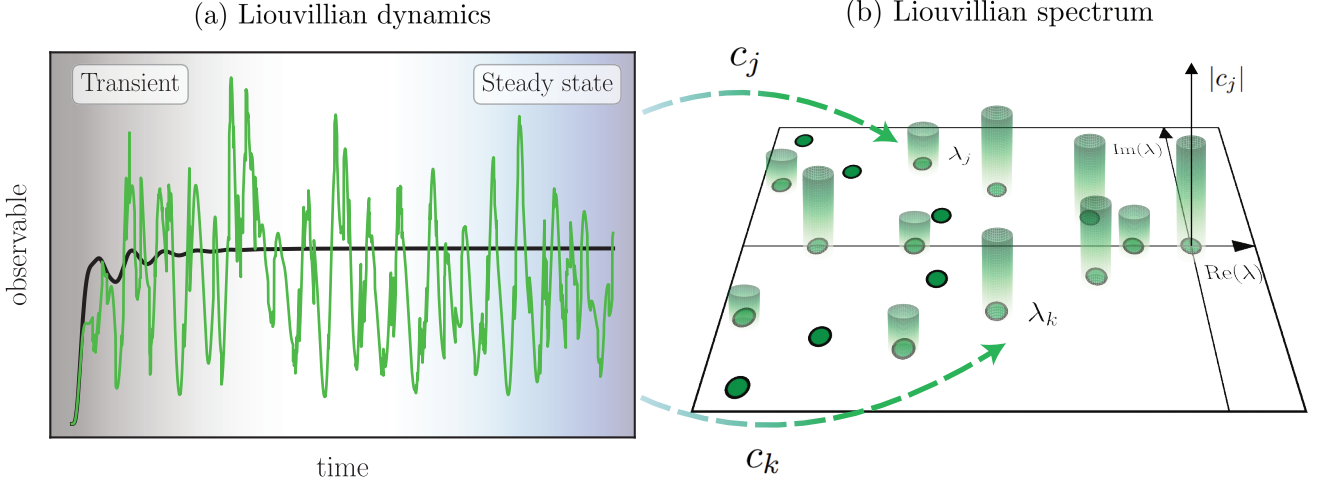 (a) Liouvillian dynamics
Transient
Steady state
observable
time
(b) Liouvillian spectrum
c_j
|c_j|
λ_j
Im(λ)
Re(λ)
λ_k
c_k